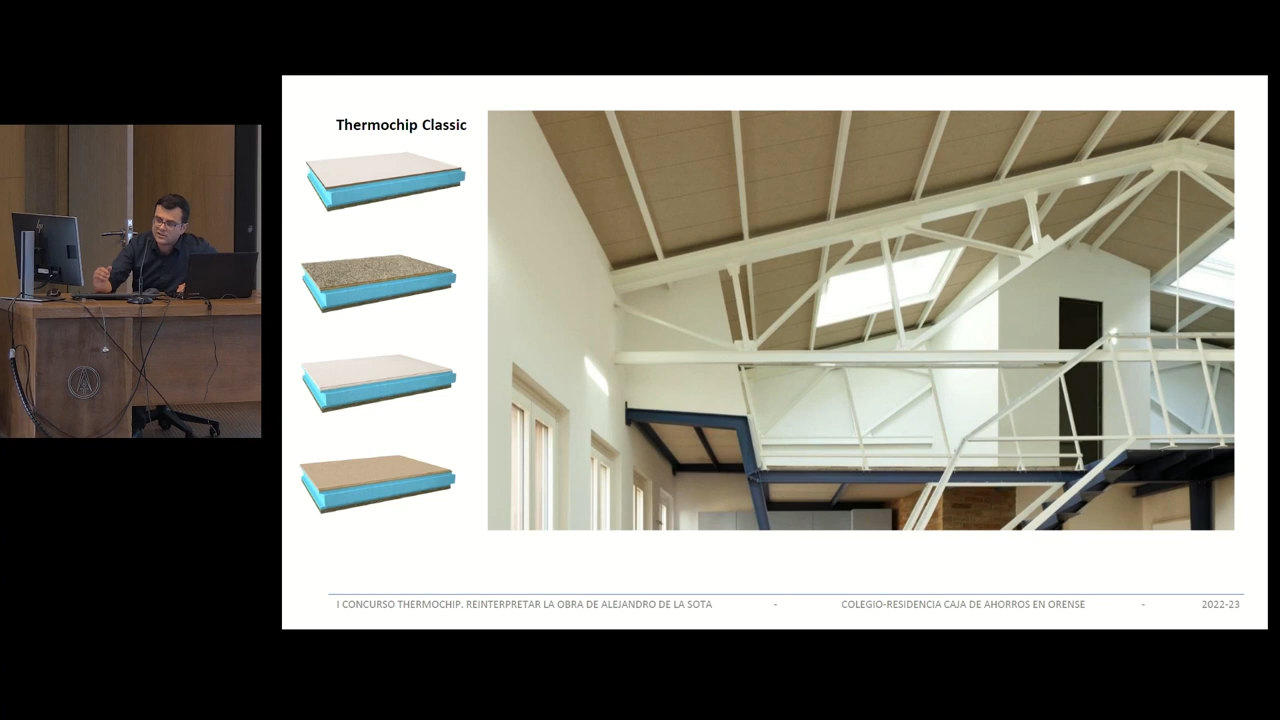 Thermochip Classic
I CONCURSO THERMOCHIP. REINTERPRETAR LA OBRA DE ALEJANDRO DE LA SOTA - COLEGIO-RESIDENCIA CAJA DE AHORROS EN ORENSE - 2022-23